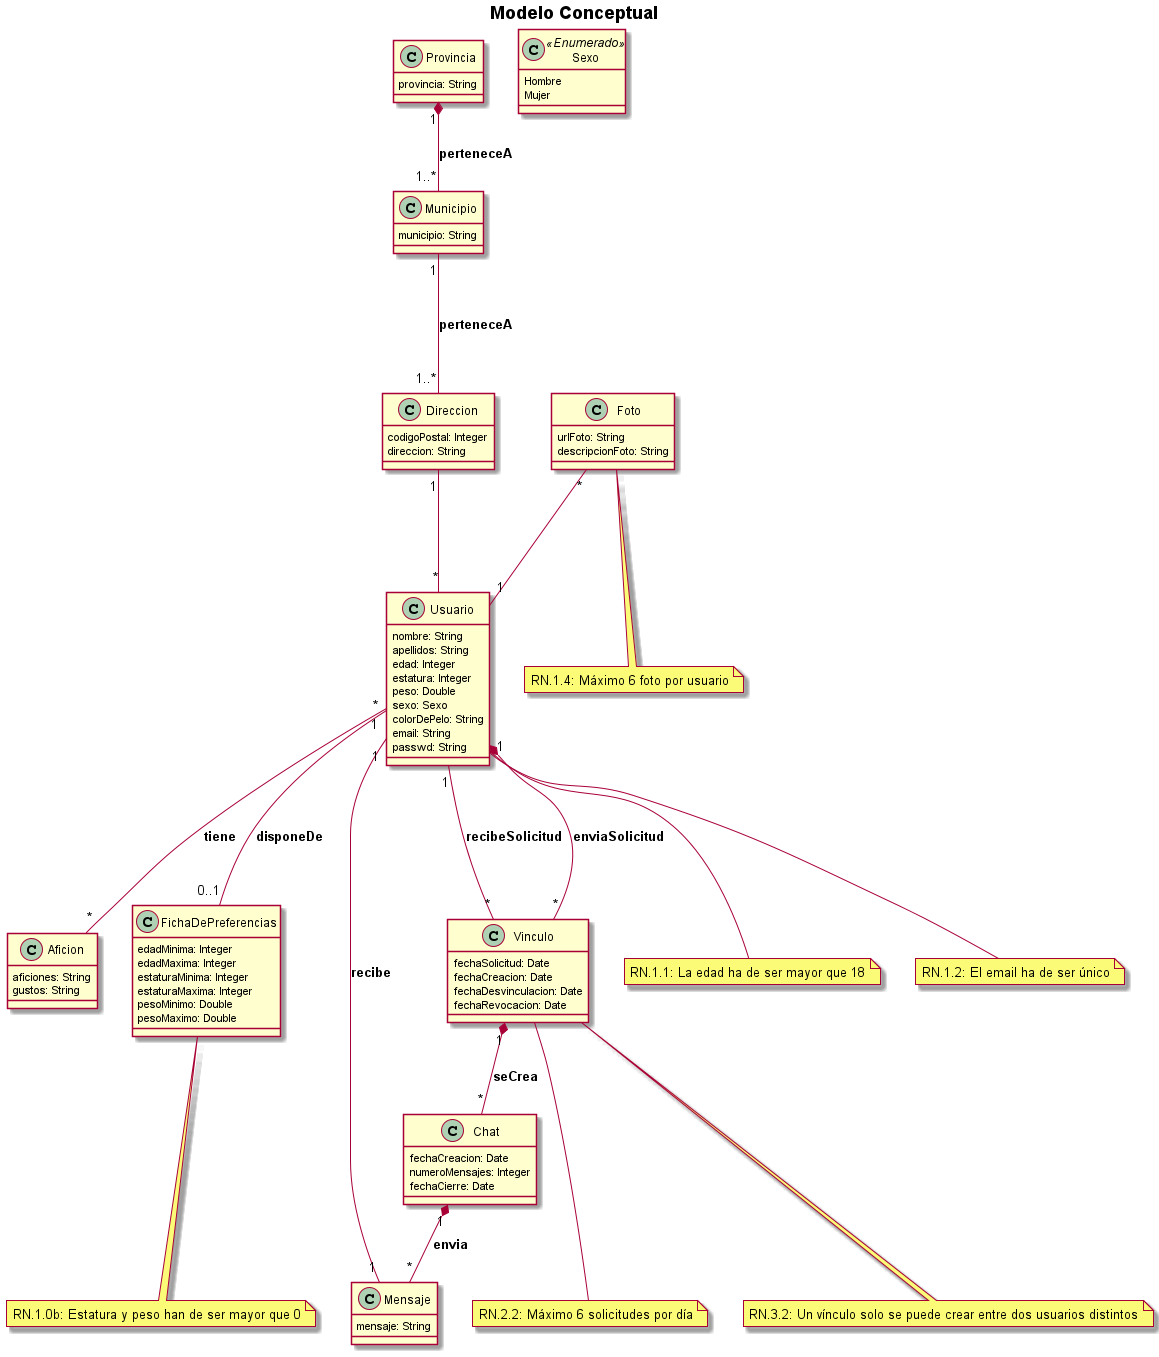 Modelo Conceptual
C Provincia
provincia: String
C «Enumerado»
Sexo
Hombre
Mujer
1
perteneceA
1..*
C Municipio
municipio: String
1
perteneceA
1..*
C Direccion
codigoPostal: Integer
direccion: String
C Foto
urlFoto: String
descripcionFoto: String
1
*
*
1
C Usuario
nombre: String
apellidos: String
edad: Integer
estatura: Integer
peso: Double
sexo: Sexo
colorDePelo: String
email: String
passwd: String
RN.1.4: Máximo 6 foto por usuario
*
1
1
1
1
tiene
disponeDe
recibeSolicitud
enviaSolicitud
*
0..1
*
*
C Aficion
aficiones: String
gustos: String
C FichaDePreferencias
edadMinima: Integer
edadMaxima: Integer
estaturaMinima: Integer
estaturaMaxima: Integer
pesoMinimo: Double
pesoMaximo: Double
recibe
C Vinculo
fechaSolicitud: Date
fechaCreacion: Date
fechaDesvinculacion: Date
fechaRevocacion: Date
RN.1.1: La edad ha de ser mayor que 18
RN.1.2: El email ha de ser único
1
seCrea
*
C Chat
fechaCreacion: Date
numeroMensajes: Integer
fechaCierre: Date
1
envia
1
*
C Mensaje
mensaje: String
RN.1.0b: Estatura y peso han de ser mayor que 0
RN.2.2: Máximo 6 solicitudes por día
RN.3.2: Un vínculo solo se puede crear entre dos usuarios distintos